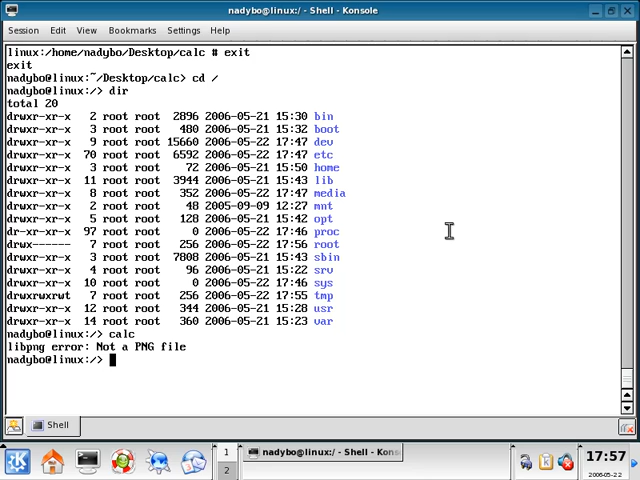 nadybo@linux:/ - Shell - Konsole
Session Edit View Bookmarks Settings Help
linux:/home/nadybo/Desktop/calc # exit
exit
nadybo@linux:~/Desktop/calc> cd /
nadybo@linux:/> dir
total 20
drwxr-xr-x 2 root root 2896 2006-05-21 15:30 bin
drwxr-xr-x 3 root root 480 2006-05-21 15:32 boot
drwxr-xr-x 9 root root 15660 2006-05-22 17:47 dev
drwxr-xr-x 70 root root 6592 2006-05-22 17:47 etc
drwxr-xr-x 3 root root 72 2006-05-21 15:50 home
drwxr-xr-x 11 root root 3944 2006-05-21 15:43 lib
drwxr-xr-x 8 root root 352 2006-05-22 17:47 media
drwxr-xr-x 2 root root 48 2005-09-09 12:27 mnt
drwxr-xr-x 5 root root 128 2006-05-21 15:42 opt
dr-xr-xr-x 97 root root 0 2006-05-22 17:46 proc
drwx------ 7 root root 256 2006-05-22 17:56 root
drwxr-xr-x 3 root root 7808 2006-05-21 15:43 sbin
drwxr-xr-x 4 root root 96 2006-05-21 15:22 srv
drwxr-xr-x 10 root root 0 2006-05-22 17:46 sys
drwxrwxrwt 7 root root 256 2006-05-22 17:55 tmp
drwxr-xr-x 12 root root 344 2006-05-21 15:28 usr
drwxr-xr-x 14 root root 360 2006-05-21 15:23 var
nadybo@linux:/> calc
libpng error: Not a PNG file
nadybo@linux:/>
Shell
1
2
nadybo@linux:/ - Shell - Kons
17:57
2006-05-22